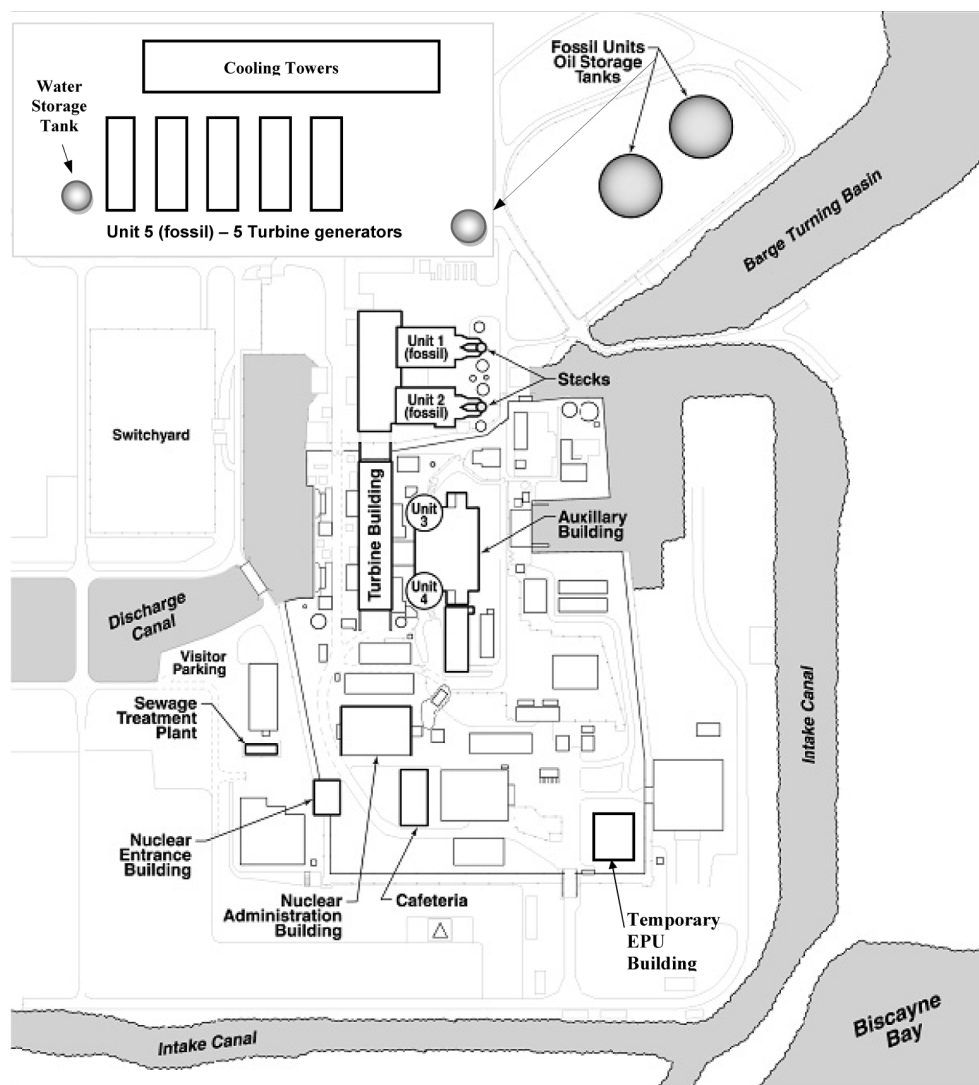 Cooling Towers
Fossil Units
Oil Storage
Tanks
Water
Storage
Tank
Unit 5 (fossil) – 5 Turbine generators
Barge Turning Basin
Unit 1
(fossil)
Stacks
Unit 2
(fossil)
Switchyard
Turbine Building
Unit
3
Auxillary
Building
Unit
4
Discharge
Canal
Visitor
Parking
Sewage
Treatment
Plant
Intake Canal
Nuclear
Entrance
Building
Nuclear
Administration
Building
Cafeteria
Temporary
EPU
Building
Biscayne
Bay
Intake Canal